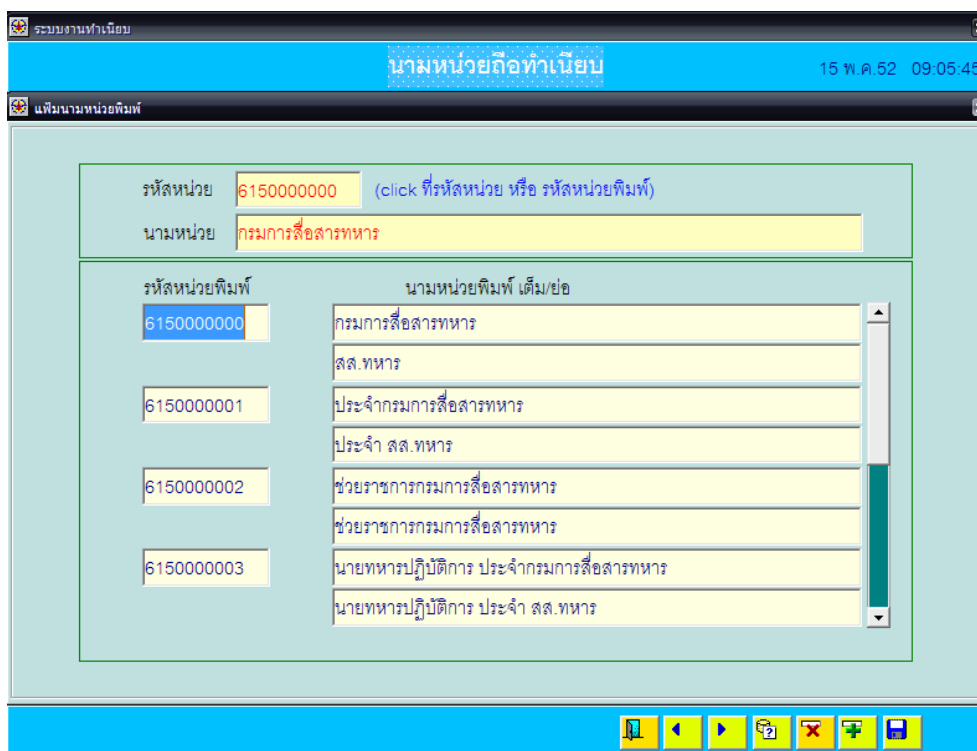 ระบบงานทำเนียบ
นามหน่วยถือทำเนียบ
15 พ.ค.52 09:05:45
แฟ้มนามหน่วยพิมพ์
รหัสหน่วย 6150000000 (click ที่รหัสหน่วย หรือ รหัสหน่วยพิมพ์)
นามหน่วย กรมการสื่อสารทหาร
รหัสหน่วยพิมพ์ นามหน่วยพิมพ์ เต็ม/ย่อ
6150000000 กรมการสื่อสารทหาร
สส.ทหาร
6150000001 ประจำกรมการสื่อสารทหาร
ประจำ สส.ทหาร
6150000002 ช่วยราชการกรมการสื่อสารทหาร
ช่วยราชการกรมการสื่อสารทหาร
6150000003 นายทหารปฏิบัติการ ประจำกรมการสื่อสารทหาร
นายทหารปฏิบัติการ ประจำ สส.ทหาร